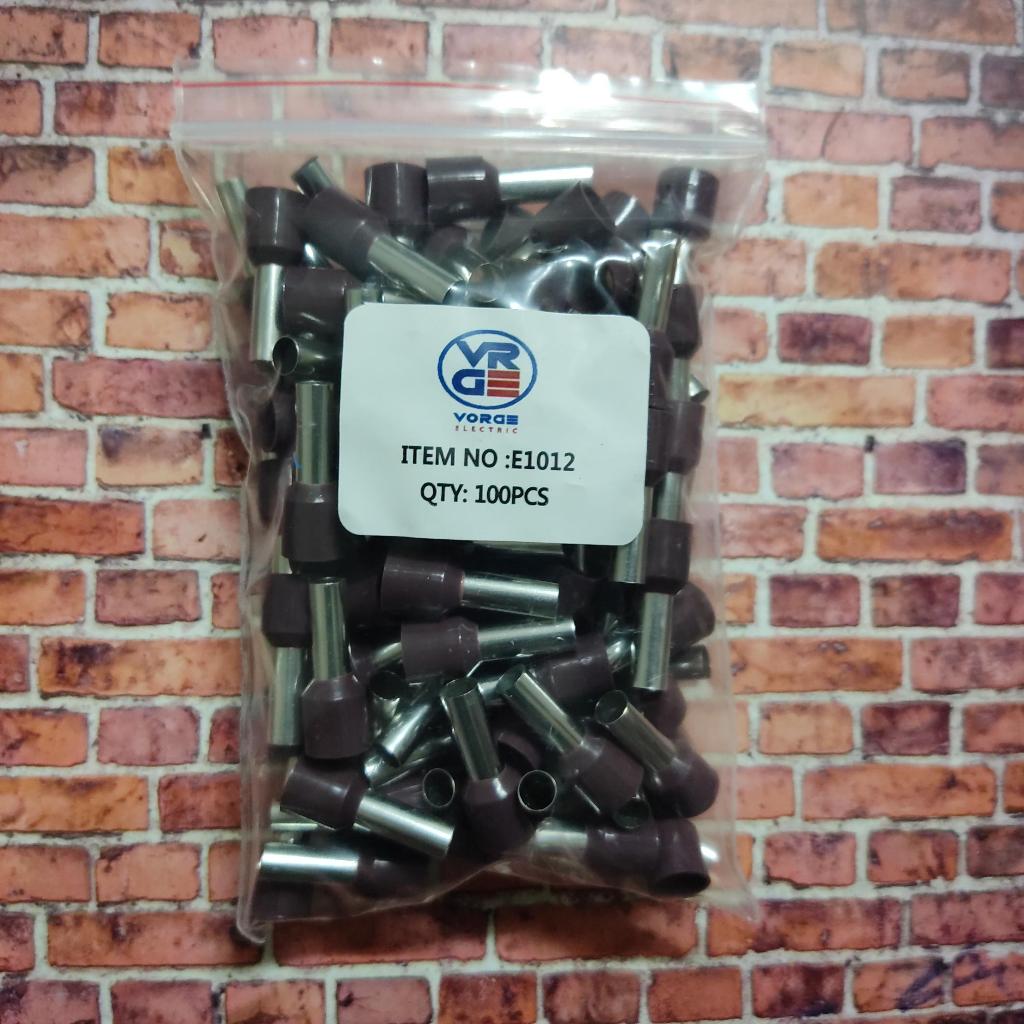 VRGE
VORGE
ELECTRIC
ITEM NO :E1012
QTY: 100PCS